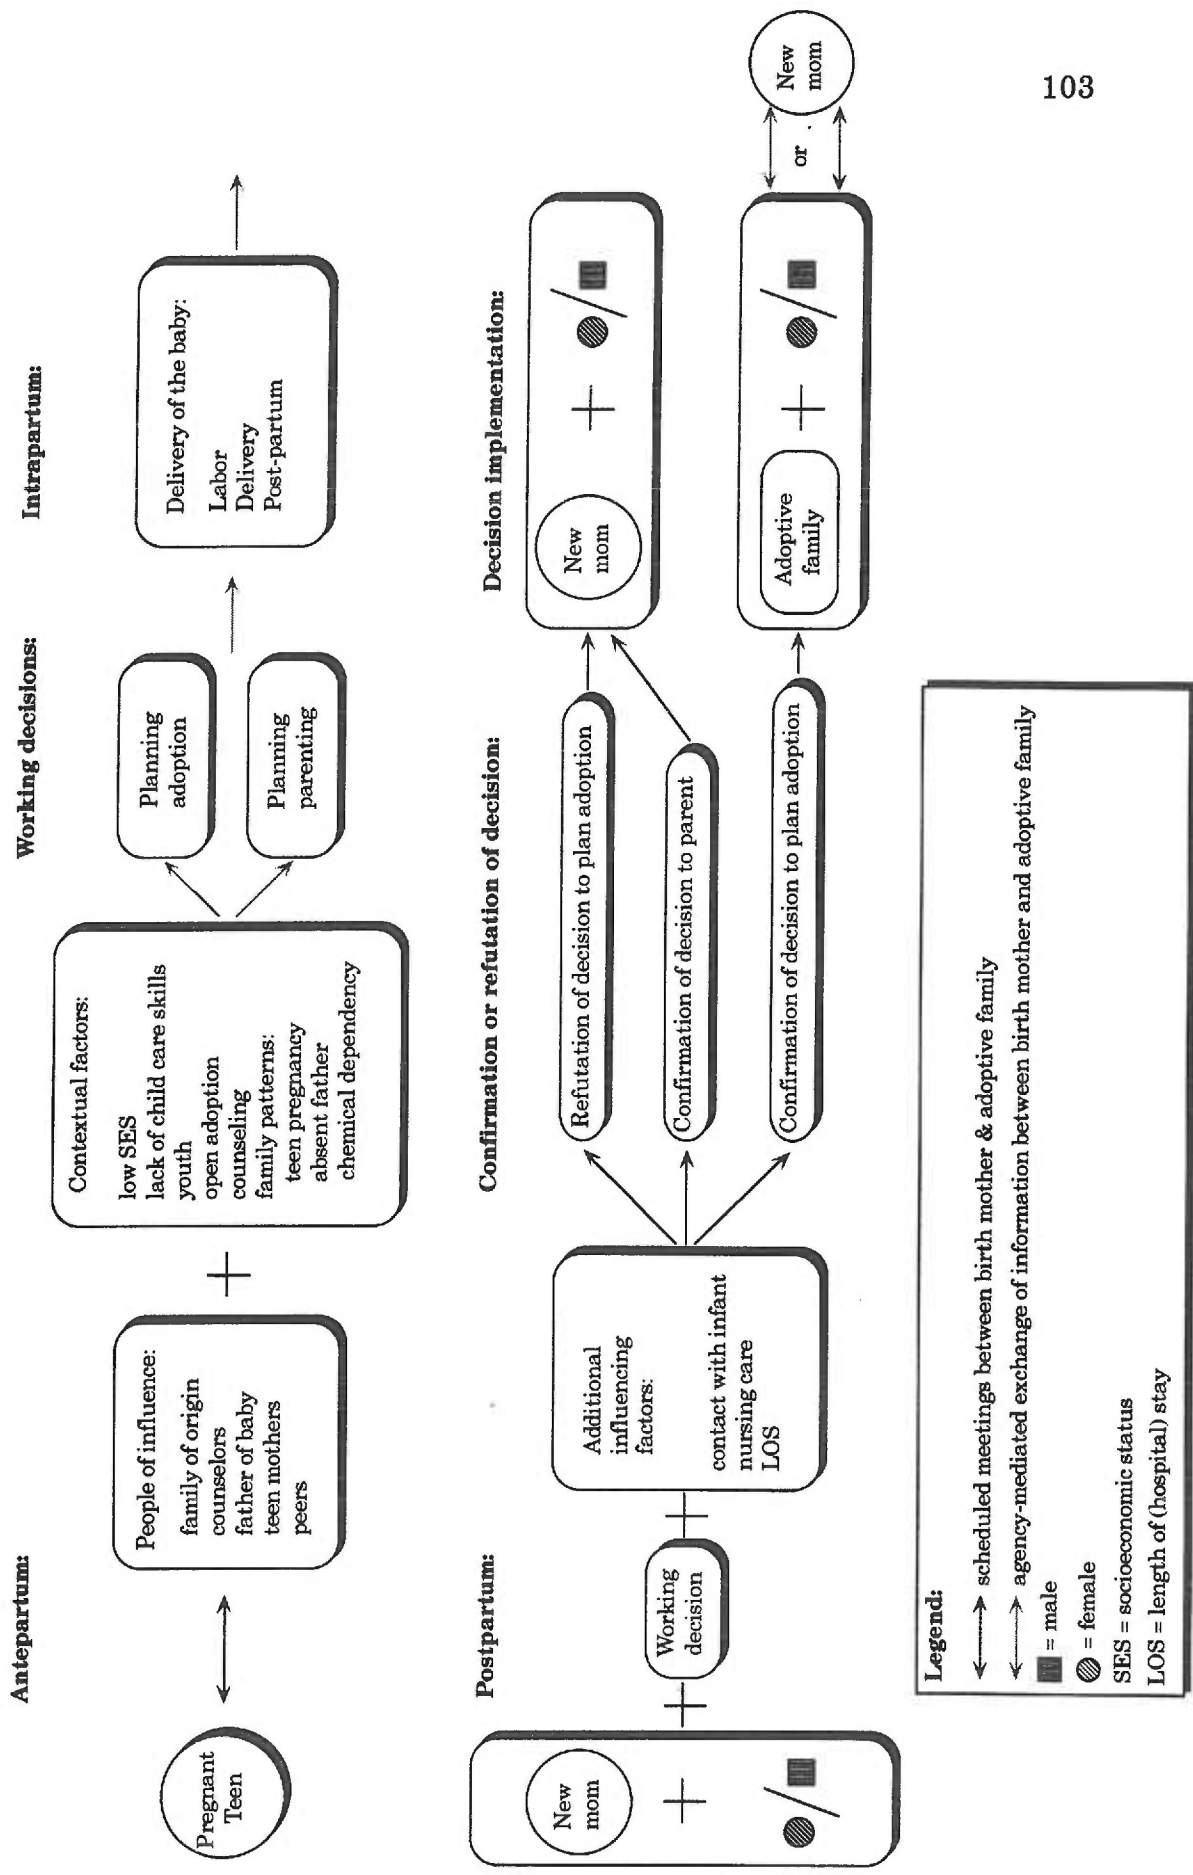 103
Antepartum:
Working decisions:
Intrapartum:
Pregnant
Teen
People of influence:
family of origin
counselors
father of baby
teen mothers
peers
+
Contextual factors:
low SES
lack of child care skills
youth
open adoption
counseling
family patterns:
teen pregnancy
absent father
chemical dependency
Planning
adoption
Planning
parenting
Delivery of the baby:
Labor
Delivery
Post-partum
Postpartum:
Confirmation or refutation of decision:
Decision implementation:
New
mom
+
/
+
Working
decision
+
Additional
influencing
factors:
contact with infant
nursing care
LOS
Refutation of decision to plan adoption
Confirmation of decision to parent
Confirmation of decision to plan adoption
New
mom
+
/
Adoptive
family
+
/
or
New
mom
Legend:
scheduled meetings between birth mother & adoptive family
agency-mediated exchange of information between birth mother and adoptive family
= male
= female
SES = socioeconomic status
LOS = length of (hospital) stay